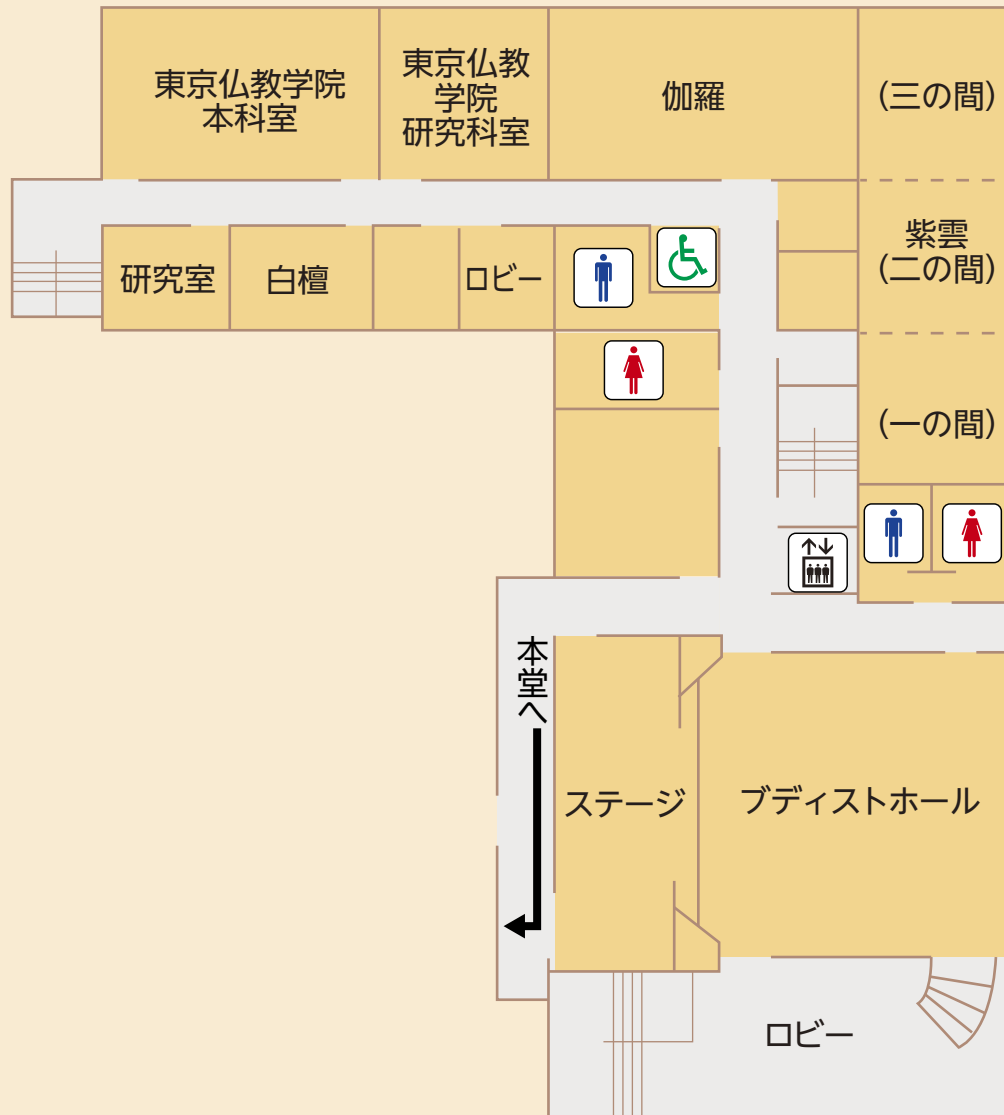 東京仏教学院
本科室
東京仏教
学院
研究科室
伽羅
(三の間)
紫雲
(二の間)
(一の間)
研究室
白檀
ロビー
本堂へ
ステージ
ブディストホール
ロビー